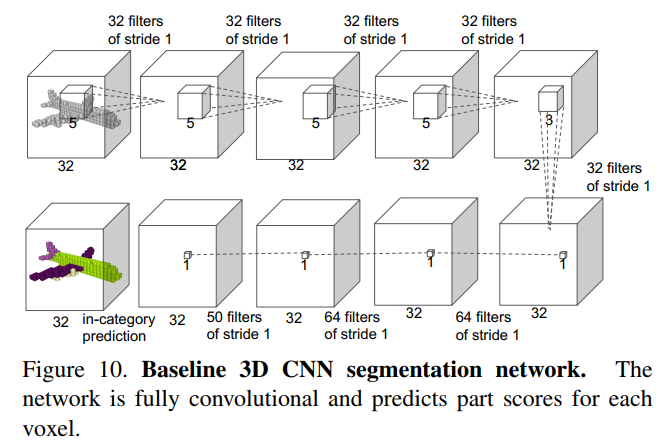 32 filters of stride 1
32 filters of stride 1
32 filters of stride 1
32 filters of stride 1
5 5 5 5 3
32 32 32 32 32
32 filters of stride 1
1 1 1 1
32 in-category prediction 32 50 filters of stride 1 32 64 filters of stride 1 32 64 filters of stride 1 32
Figure 10. Baseline 3D CNN segmentation network. The
network is fully convolutional and predicts part scores for each
voxel.